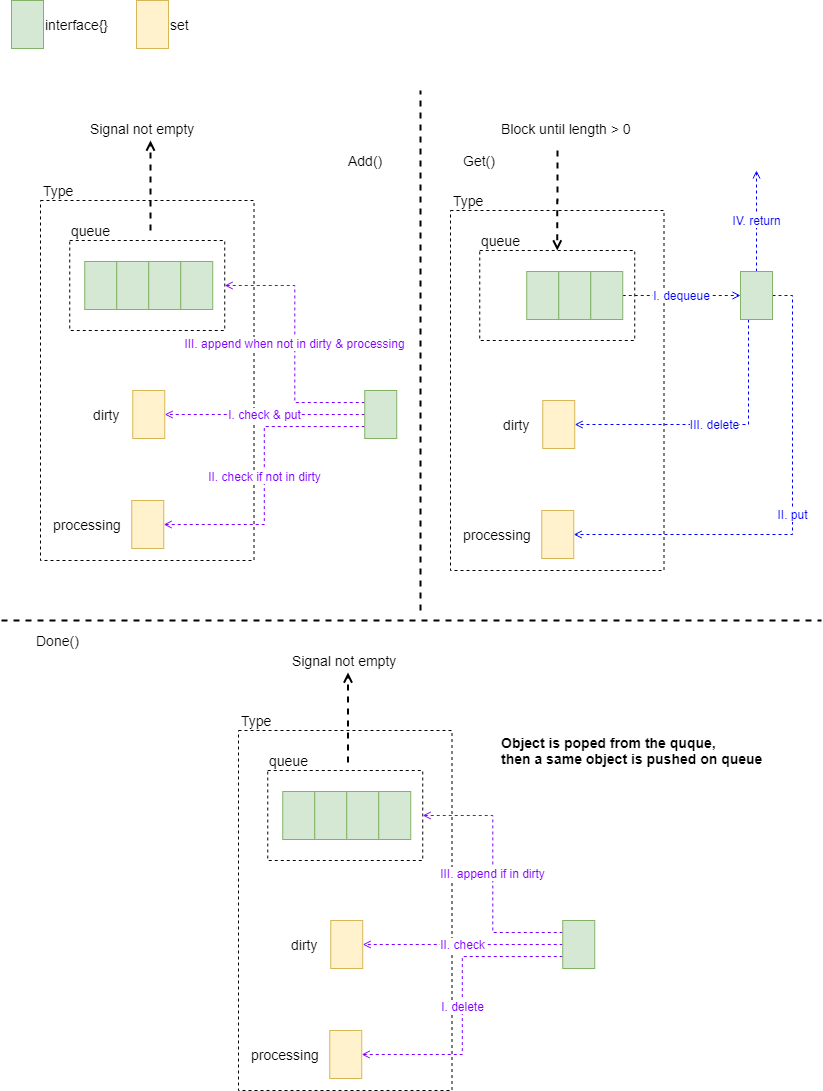 interface{}
set
Signal not empty
Add()
Type
queue
III. append when not in dirty & processing
dirty
I. check & put
II. check if not in dirty
processing
Block until length > 0
Get()
Type
queue
IV. return
I. dequeue
dirty
III. delete
II. put
processing
Done()
Signal not empty
Type
queue
Object is poped from the quque,
then a same object is pushed on queue
III. append if in dirty
dirty
II. check
I. delete
processing